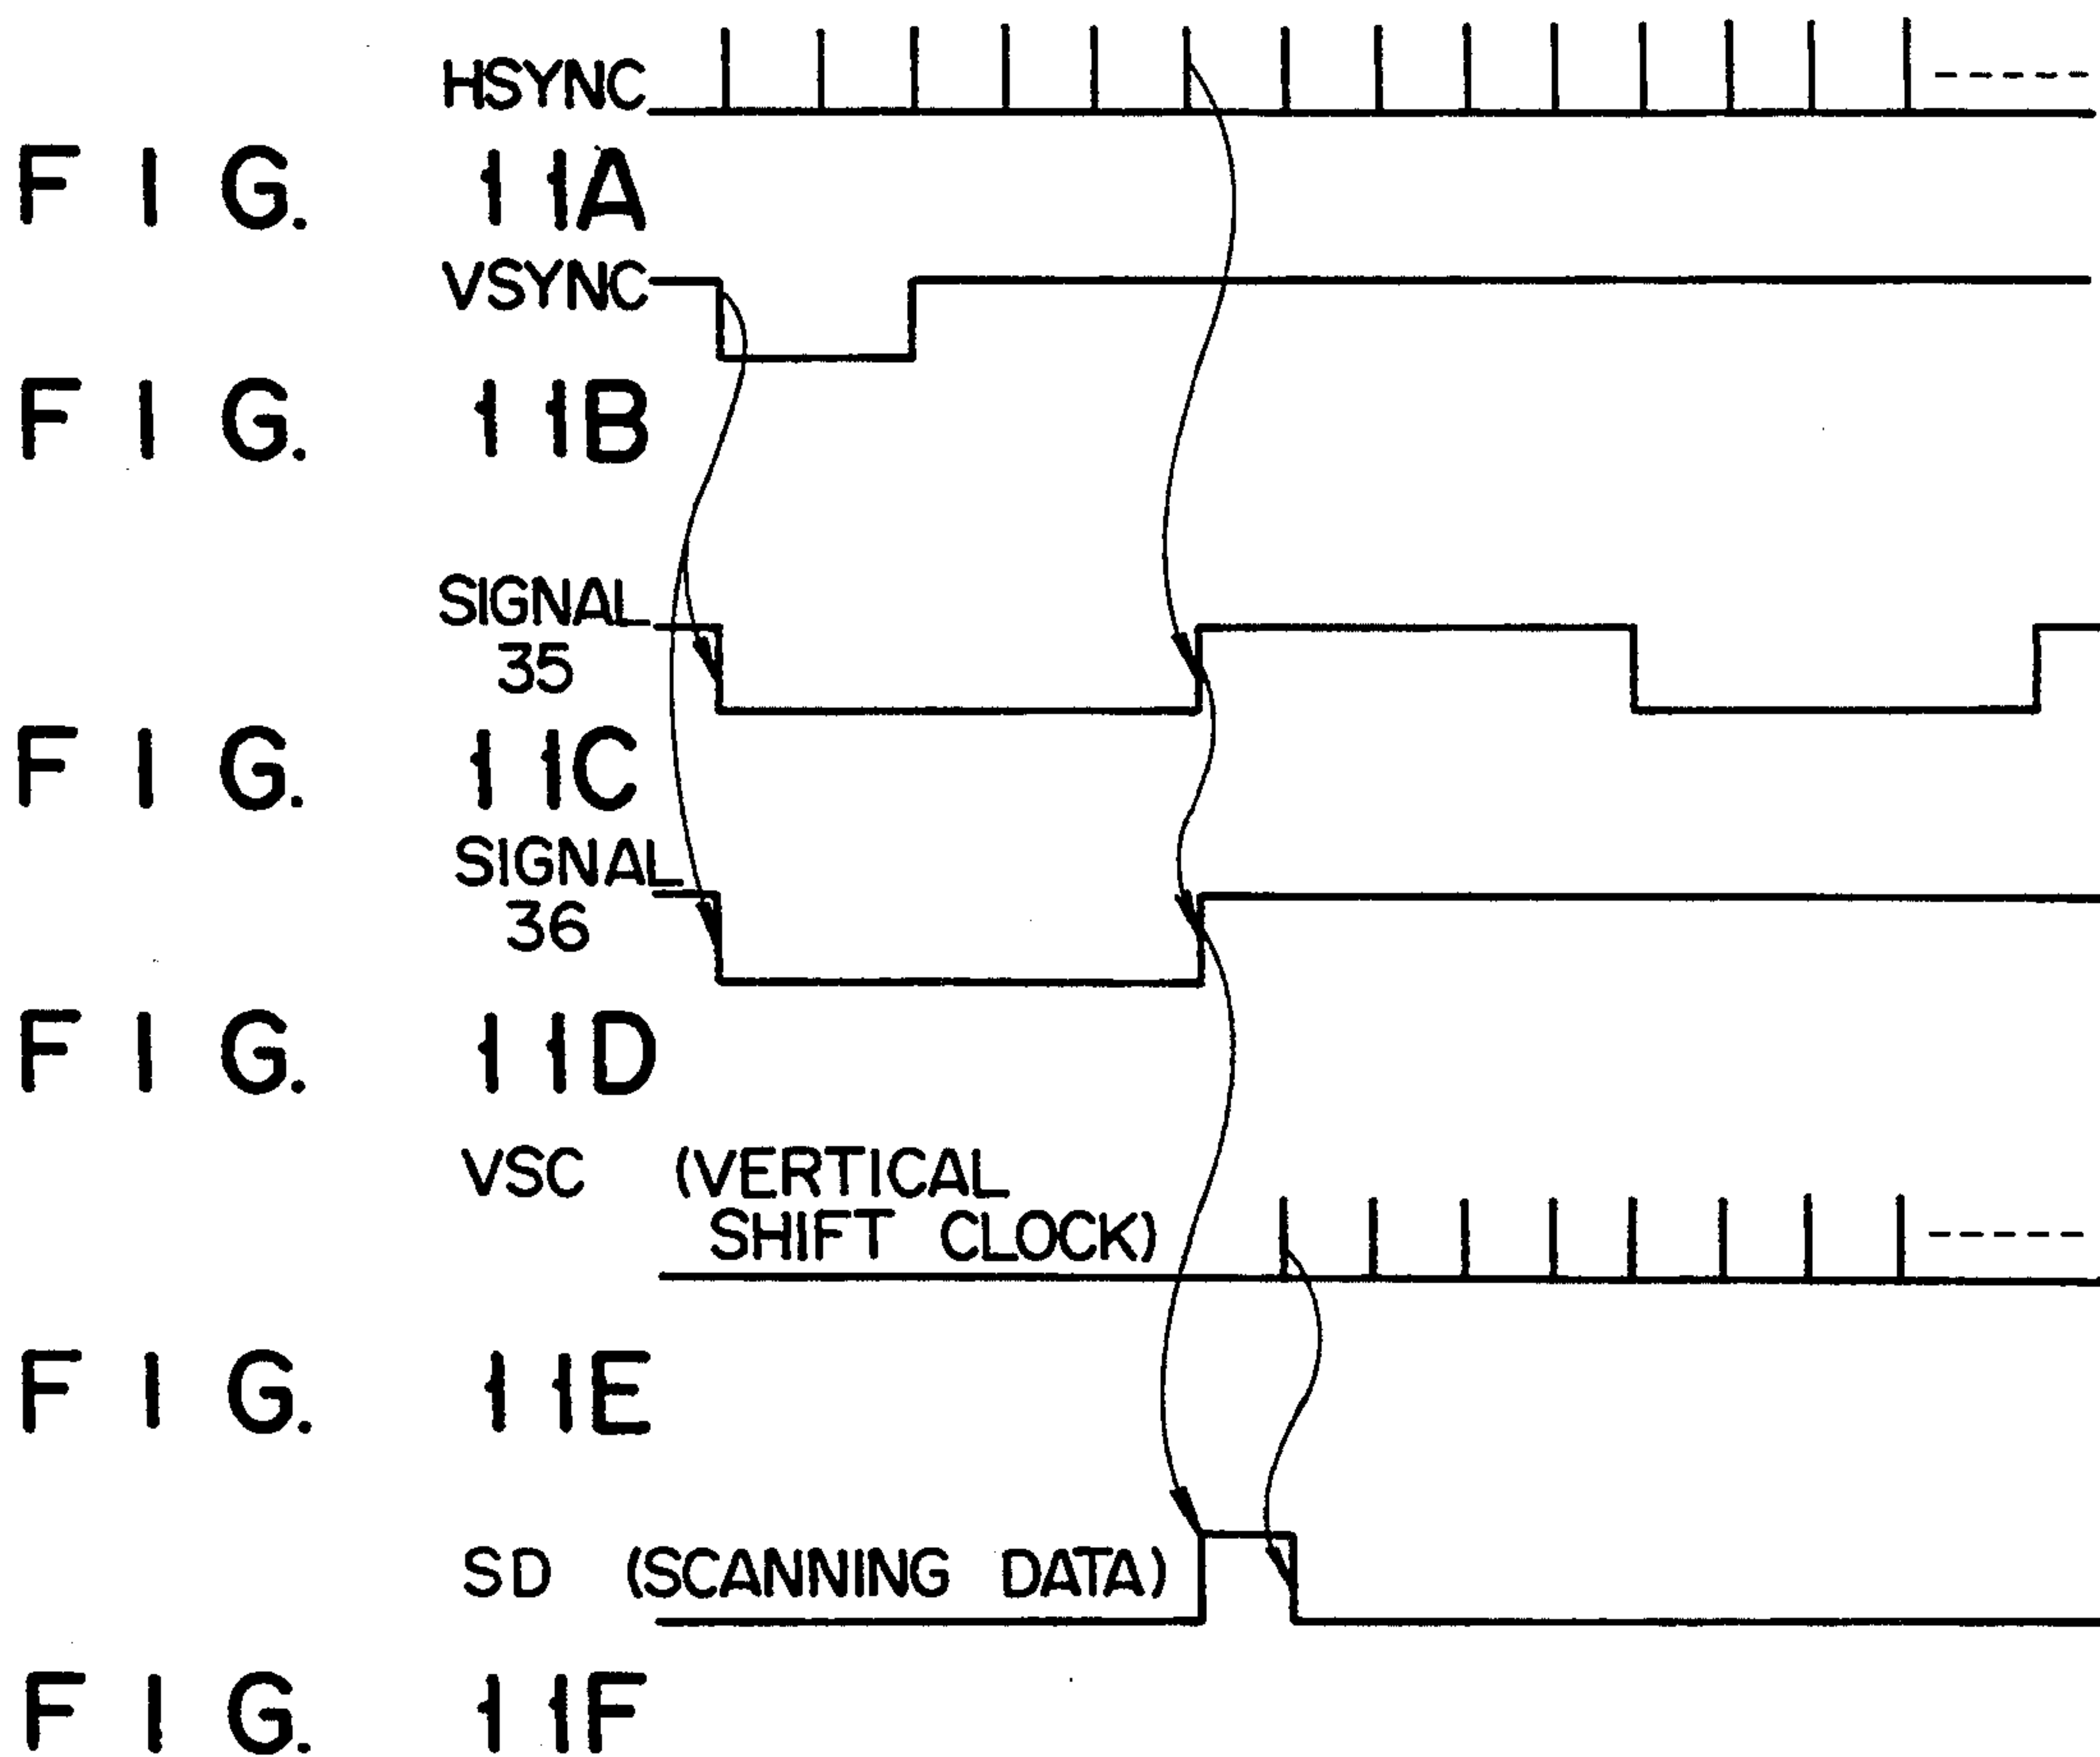 HSYNC
FIG. 11A
VSYNC
FIG. 11B
SIGNAL
35
FIG. 11C
SIGNAL
36
FIG. 11D
VSC (VERTICAL
SHIFT CLOCK)
FIG. 11E
SD (SCANNING DATA)
FIG. 11F